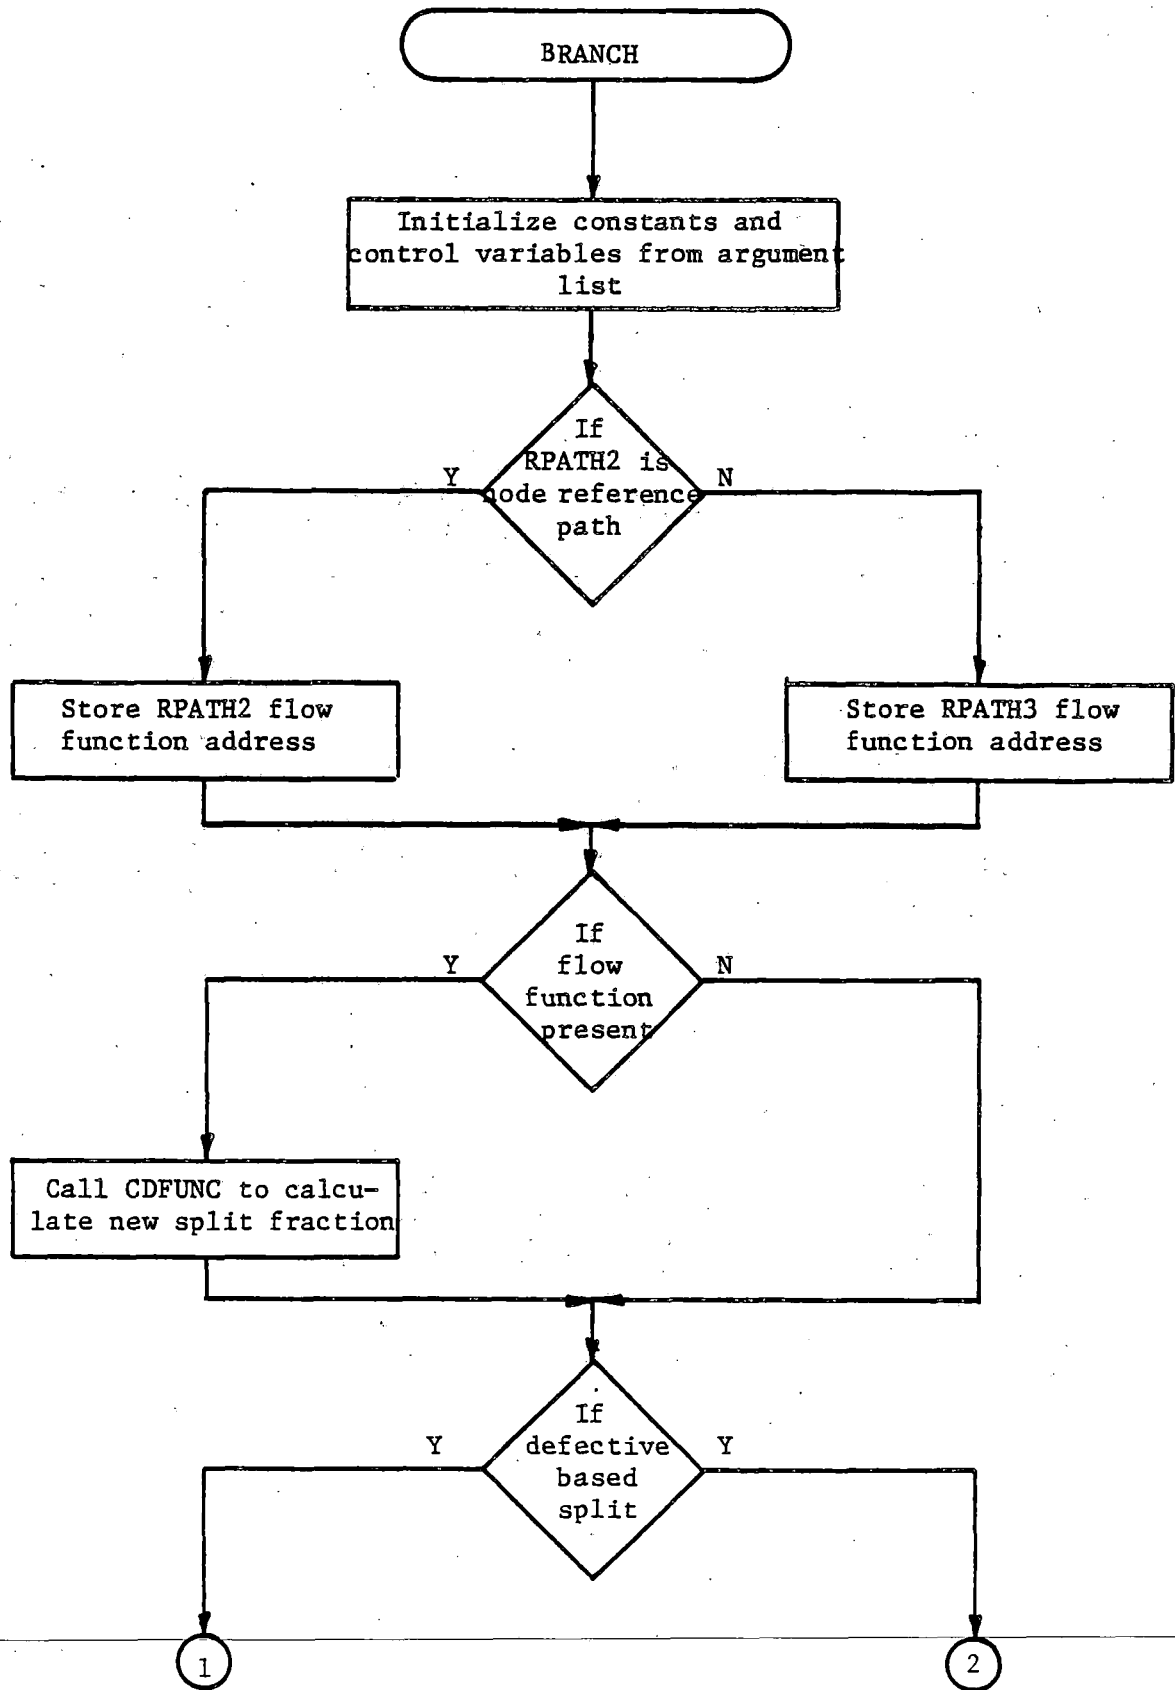 BRANCH
Initialize constants and
control variables from argument
list
If
RPATH2 is
Y
N
node reference
path
Store RPATH2 flow
function address
Store RPATH3 flow
function address
If
Y
flow
N
function
present
Call CDFUNC to calcu-
late new split fraction
If
Y
defective
Y
based
split
1
2